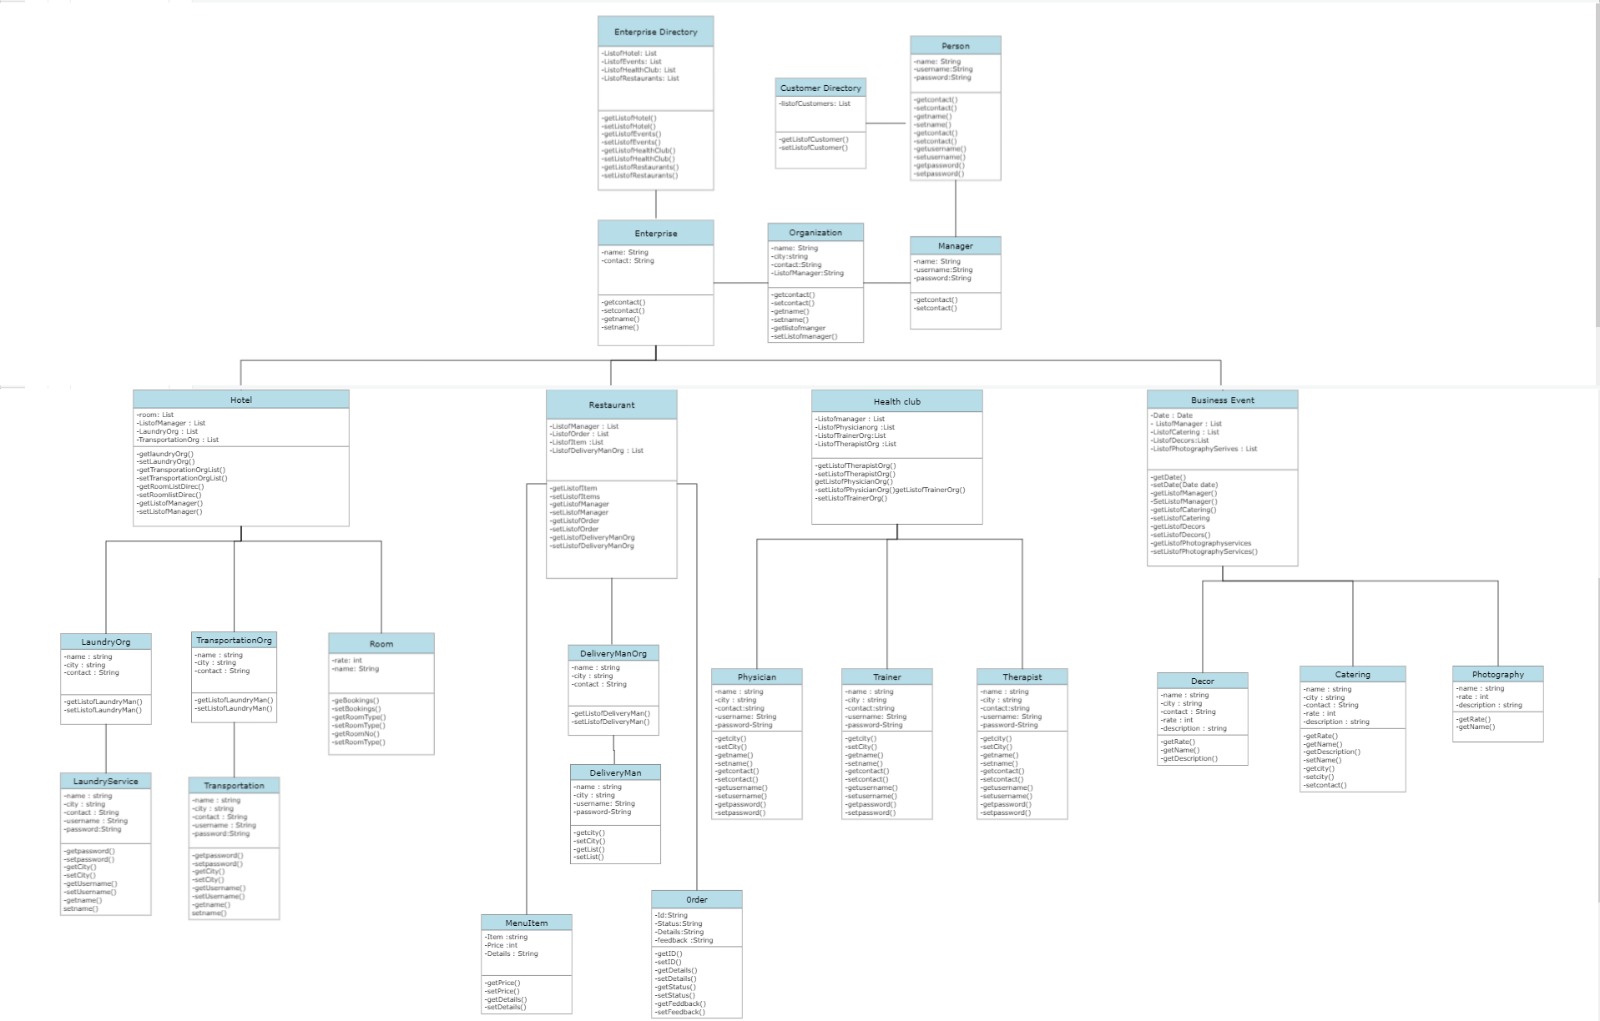 Enterprise Directory
-ListofHotel: List
-ListofEvents: List
-ListofHealthClub: List
-ListofRestaurants: List
-getListofHotel()
-setListofHotel()
-getListofEvents()
-setListofEvents()
-getListofHealthClub()
-setListofHealthClub()
-getListofRestaurants()
-setListofRestaurants()
Customer Directory
-listofCustomers: List
-getListofCustomer()
-setListofCustomer()
Person
-name: String
-username:String
-password:String
-getcontact()
-setcontact()
-getname()
-setname()
-getcontact()
-setcontact()
-getusername()
-setusername()
-getpassword()
-setpassword()
Enterprise
-name: String
-contact: String
-getcontact()
-setcontact()
-getname()
-setname()
Organization
-name: String
-city:string
-contact:String
-ListofManager:String
-getcontact()
-setcontact()
-getname()
-setname()
-getlistofmanger
-setListofmanager()
Manager
-name: String
-username:String
-password:String
-getcontact()
-setcontact()
Hotel
-room: List
-ListofManager : List
-LaundryOrg : List
-TransportationOrg : List
-getlaundryOrg()
-setLaundryOrg()
-getTransporationOrgList()
-setTransportationOrgList()
-getRoomListDirec()
-setRoomlistDirec()
-getListofManager()
-setListofManager()
Restaurant
-ListofManager : List
-ListofOrder : List
-ListofItem :List
-ListofDeliveryManOrg : List
-getListofItem
-setListofItems
-getListofManager
-setListofManager
-getListofOrder
-setListofOrder
-getListofDeliveryManOrg
-setListofDeliveryManOrg
Health club
-Listofmanager : List
-ListofPhysicianorg :List
-ListofTrainerOrg:List
-ListofTherapistOrg :List
-getListofTherapistOrg()
-setListofTherapistOrg()
getListofPhysicianOrg()
-setListofPhysicianOrg()getListofTrainerOrg()
-setListofTrainerOrg()
Business Event
-Date : Date
- ListofManager : List
-ListofCatering : List
-ListofDecors:List
-ListofPhotographySerives : List
-getDate()
-setDate(Date date)
-getListofManager()
-SetListofManager()
-getListofCatering()
-setListofCatering
-getListofDecors
-setListofDecors()
-getListofPhotographyservices
-setListofPhotographyServices()
LaundryOrg
-name : string
-city : string
-contact : String
-getListofLaundryMan()
-setListofLaundryMan()
TransportationOrg
-name : string
-city : string
-contact : String
-getListofLaundryMan()
-setListofLaundryMan()
Room
-rate: int
-name: String
-getBookings()
-setBookings()
-getRoomType()
-setRoomType()
-getRoomNo()
-setRoomType()
DeliveryManOrg
-name : string
-city : string
-contact : String
-getListofDeliveryMan()
-setListofDeliveryMan()
Physician
-name : string
-city : string
-contact:string
-username: String
-password-String
-getcity()
-setCity()
-getname()
-setname()
-getcontact()
-setcontact()
-getusername()
-setusername()
-getpassword()
-setpassword()
Trainer
-name : string
-city : string
-contact:string
-username: String
-password-String
-getcity()
-setCity()
-getname()
-setname()
-getcontact()
-setcontact()
-getusername()
-setusername()
-getpassword()
-setpassword()
Therapist
-name : string
-city : string
-contact:string
-username: String
-password-String
-getcity()
-setCity()
-getname()
-setname()
-getcontact()
-setcontact()
-getusername()
-setusername()
-getpassword()
-setpassword()
Decor
-name : string
-city : string
-contact : String
-rate : int
-description : string
-getRate()
-getName()
-getDescription()
Catering
-name : string
-city : string
-contact : String
-rate : int
-description : string
-getRate()
-getName()
-getDescription()
-setName()
-getcity()
-setcity()
-setcontact()
Photography
-name : string
-rate : int
-description : string
-getRate()
-getName()
LaundryService
-name : string
-city : string
-contact : String
-username : String
-password:String
-getpassword()
-setpassword()
-getCity()
-setCity()
-getUsername()
-setUsername()
-getname()
setname()
Transportation
-name : string
-city : string
-contact : String
-username : String
-password:String
-getpassword()
-setpassword()
-getCity()
-setCity()
-getUsername()
-setUsername()
-getname()
setname()
DeliveryMan
-name : string
-city : string
-username: String
-password-String
-getcity()
-setCity()
-getList()
-setList()
MenuItem
-Item :string
-Price :int
-Details : String
-getPrice()
-setPrice()
-getDetails()
-setDetails()
Order
-Id:String
-Status:String
-Details:String
-feedback :String
-getID()
-setID()
-getDetails()
-setDetails()
-getStatus()
-setStatus()
-getFeddback()
-setFeedback()